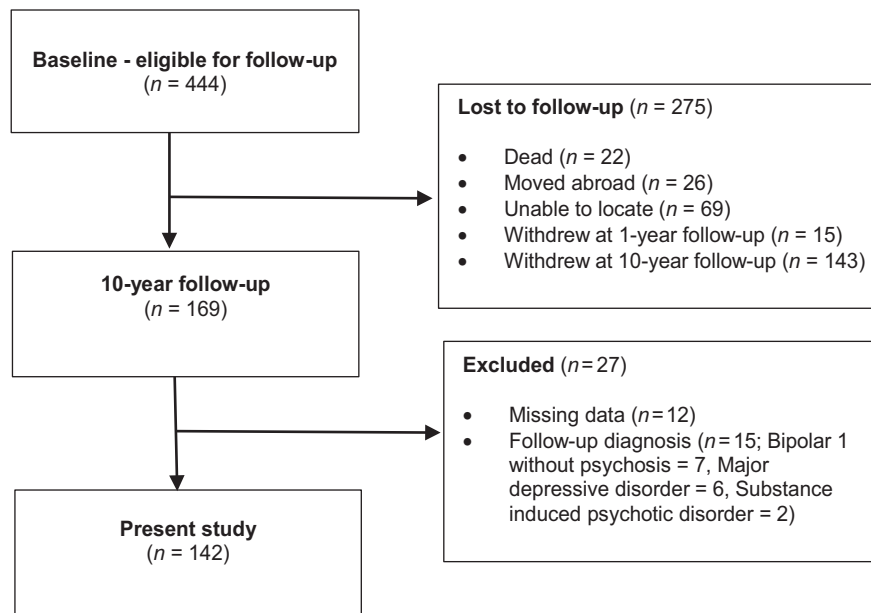 Baseline - eligible for follow-up
(n = 444)
Lost to follow-up (n = 275)
• Dead (n = 22)
• Moved abroad (n = 26)
• Unable to locate (n = 69)
• Withdrew at 1-year follow-up (n = 15)
• Withdrew at 10-year follow-up (n = 143)
10-year follow-up
(n = 169)
Excluded (n = 27)
• Missing data (n = 12)
• Follow-up diagnosis (n = 15; Bipolar 1
without psychosis = 7, Major
depressive disorder = 6, Substance
induced psychotic disorder = 2)
Present study
(n = 142)